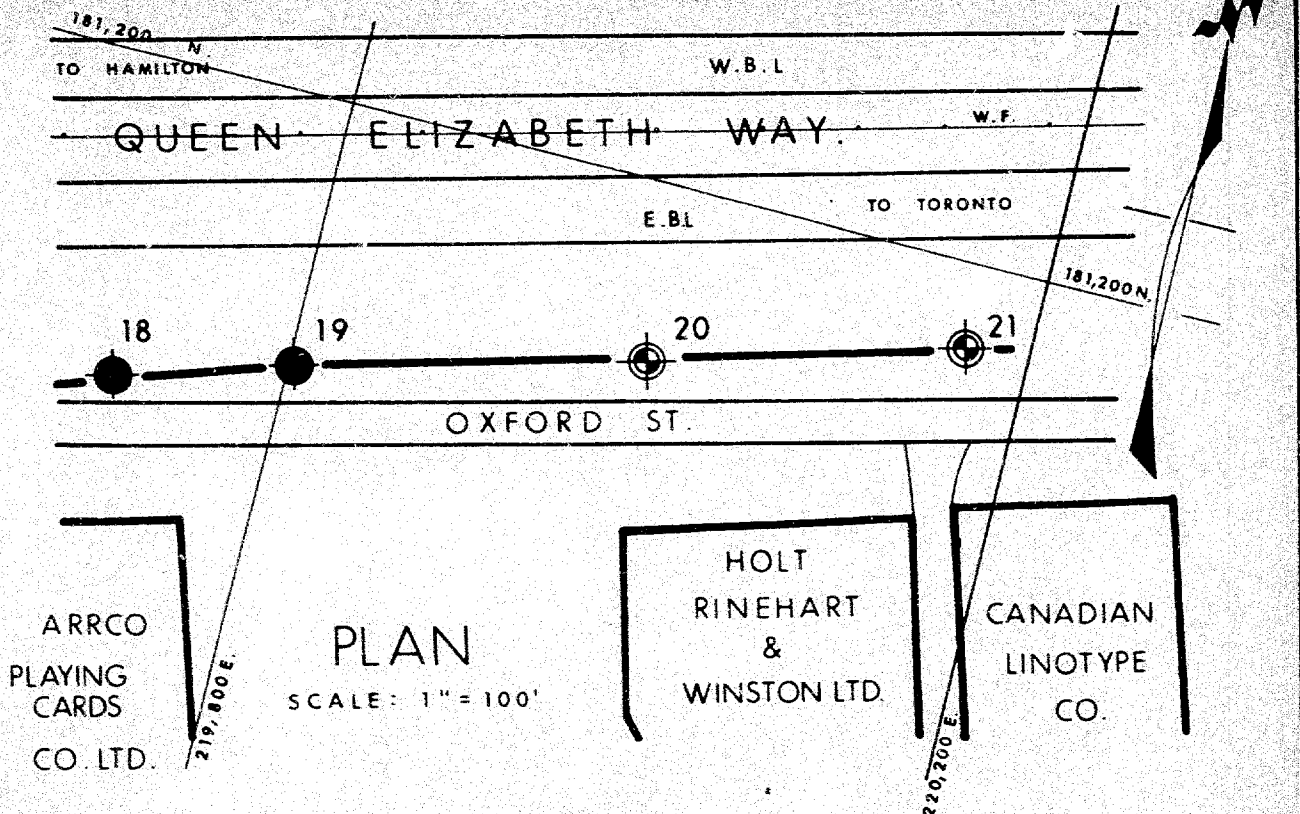 181,200 N
TO HAMILTON
W.B.L
QUEEN ELIZABETH WAY.
W.F.
E.B.L
TO TORONTO
181,200 N.
18
19
20
21
OXFORD ST.
ARRCO
PLAYING
CARDS
CO. LTD.
219,800 E.
PLAN
SCALE: 1" = 100'
HOLT
RINEHART
&
WINSTON LTD.
220,200 E.
CANADIAN
LINOTYPE
CO.